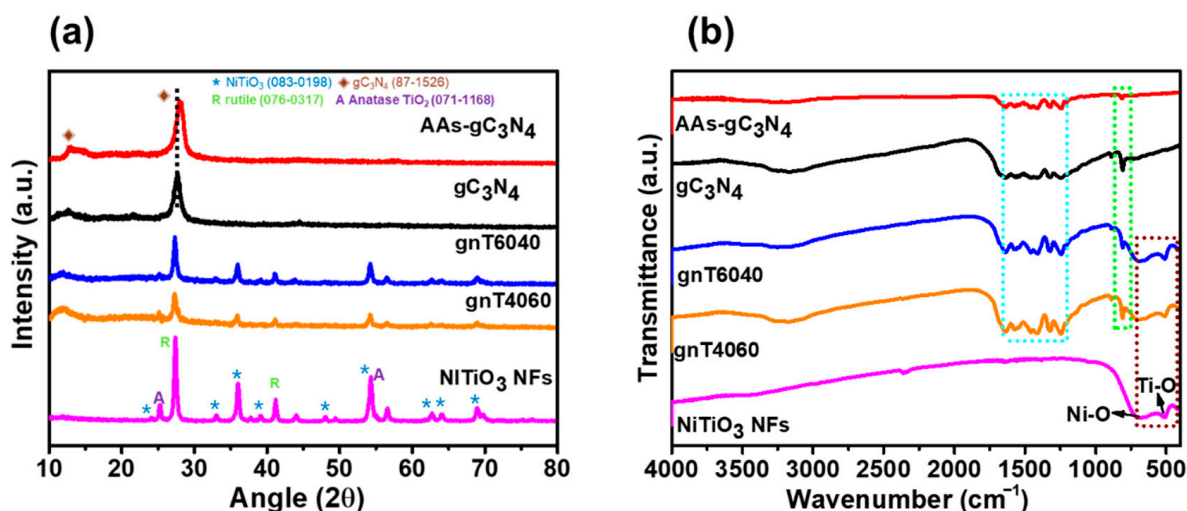 (a)
* NiTiO₃ (083-0198) ◆ gC₃N₄ (87-1526)
R rutile (076-0317) A Anatase TiO₂ (071-1168)
AAs-gC₃N₄
gC₃N₄
gnT6040
gnT4060
NITiO₃ NFs
R
A
*
*
*
*
R
*
*
A
*
*
*
Intensity (a.u.)
10 20 30 40 50 60 70 80
Angle (2θ)
(b)
AAs-gC₃N₄
gC₃N₄
gnT6040
gnT4060
NiTiO₃ NFs
Ti-O
Ni-O
Transmittance (a.u.)
4000 3500 3000 2500 2000 1500 1000 500
Wavenumber (cm⁻¹)